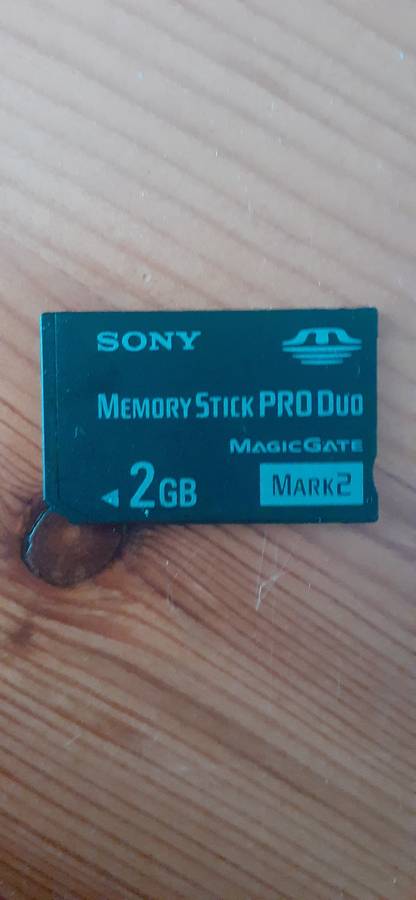 SONY
MEMORY STICK PRO DUO
MAGICGATE
2GB
MARK2